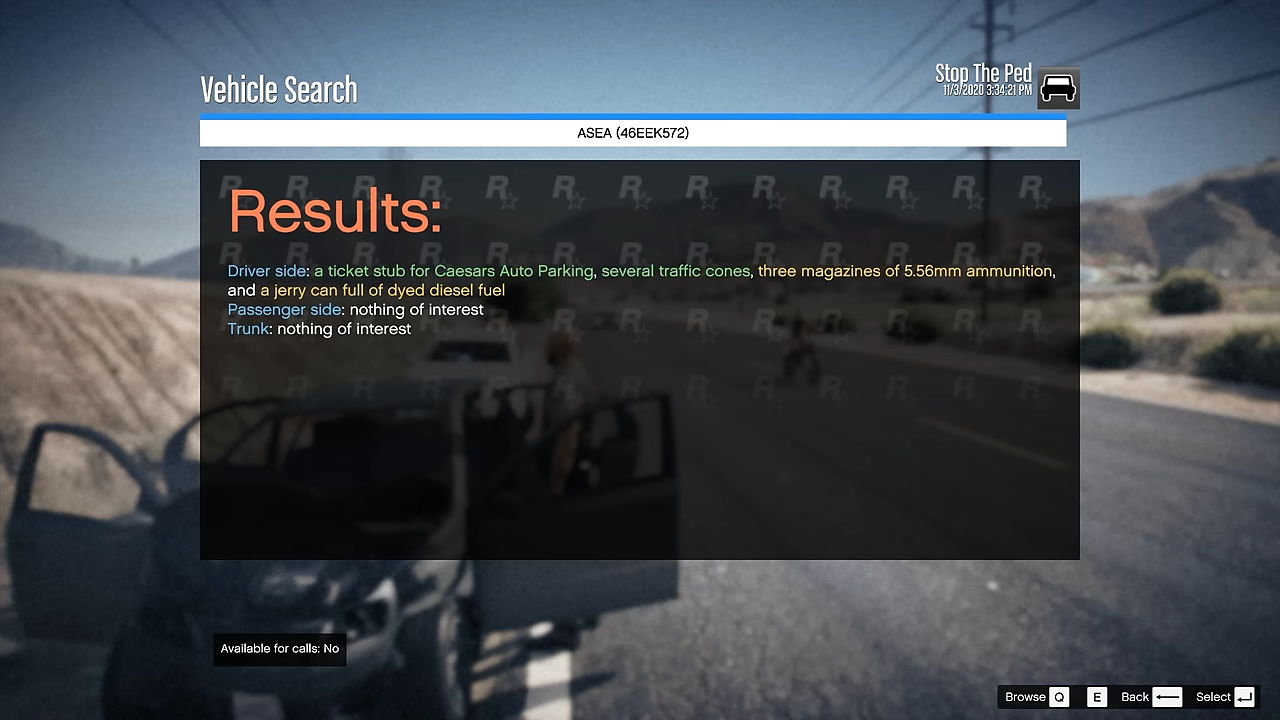 Vehicle Search
Stop The Ped
11/3/2020 3:34:21 PM
ASEA (46EEK572)
Results:
Driver side: a ticket stub for Caesars Auto Parking, several traffic cones, three magazines of 5.56mm ammunition,
and a jerry can full of dyed diesel fuel
Passenger side: nothing of interest
Trunk: nothing of interest
Available for calls: No
Browse Q E Back Select